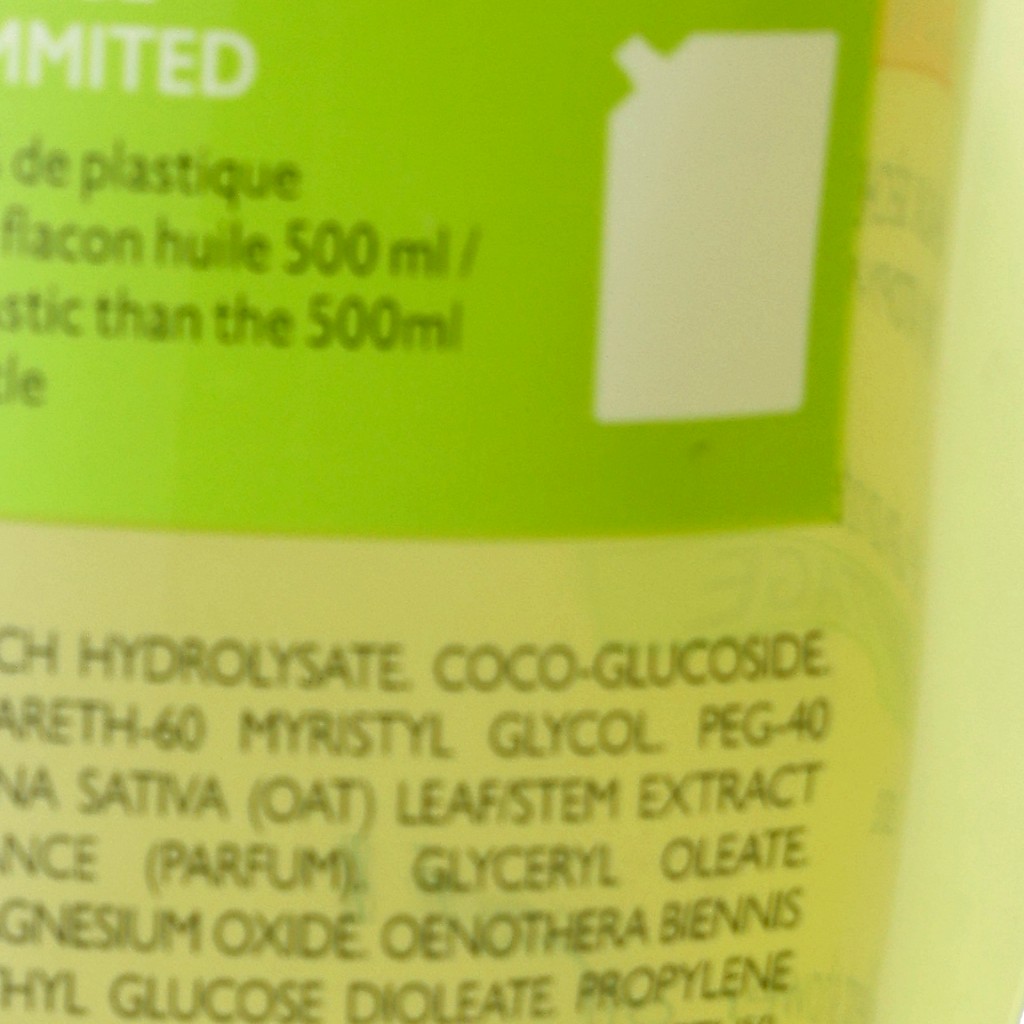 MMITED
de plastique
flacon huile 500 ml /
stic than the 500ml
cle
CH HYDROLYSATE. COCO-GLUCOSIDE.
ARETH-60 MYRISTYL GLYCOL. PEG-40
NA SATIVA (OAT) LEAF/STEM EXTRACT
NCE (PARFUM). GLYCERYL OLEATE
GNESIUM OXIDE. OENOTHERA BIENNIS
HYL GLUCOSE DIOLEATE. PROPYLENE